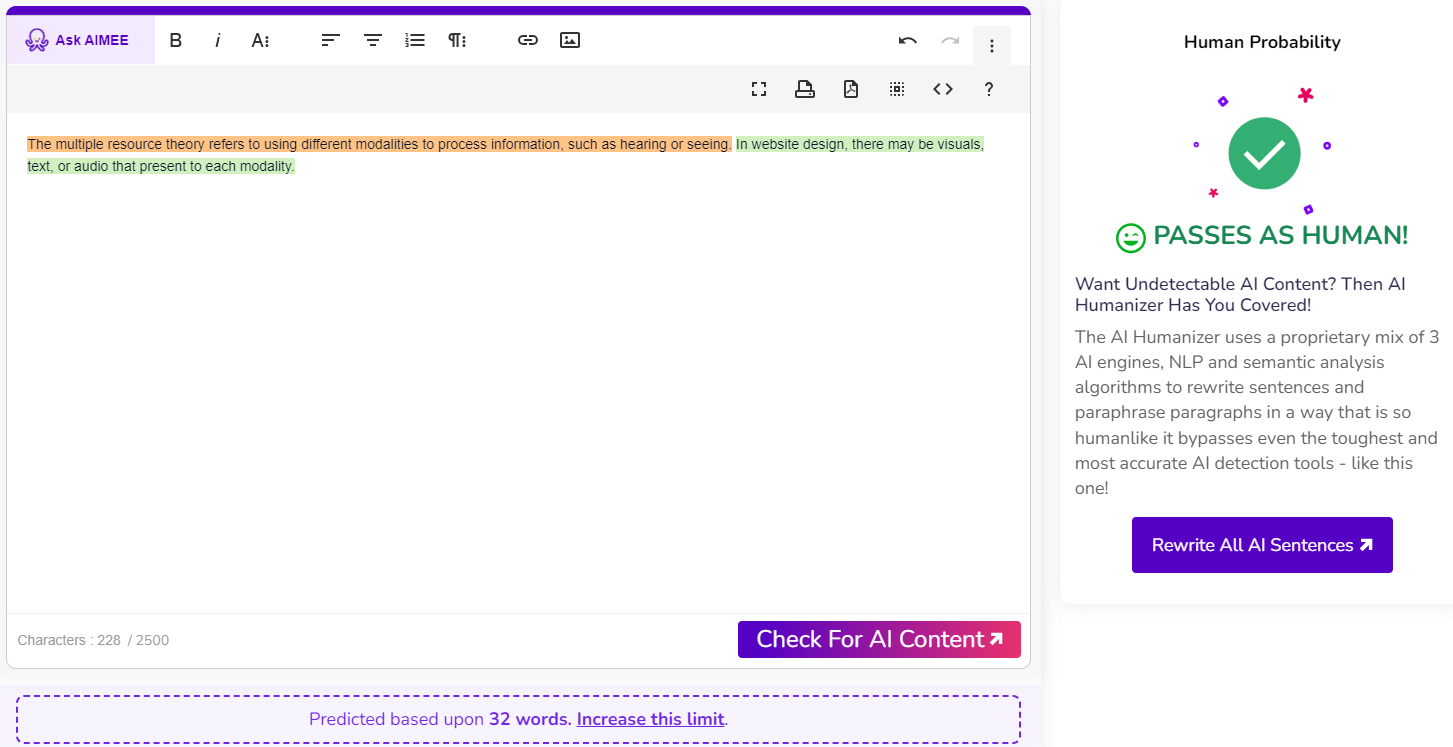 Ask AIMEE
Human Probability
The multiple resource theory refers to using different modalities to process information, such as hearing or seeing. In website design, there may be visuals,
text, or audio that present to each modality.
PASSES AS HUMAN!
Want Undetectable AI Content? Then AI
Humanizer Has You Covered!
The AI Humanizer uses a proprietary mix of 3
AI engines, NLP and semantic analysis
algorithms to rewrite sentences and
paraphrase paragraphs in a way that is so
humanlike it bypasses even the toughest and
most accurate AI detection tools - like this
one!
Rewrite All AI Sentences
Characters : 228 / 2500
Check For AI Content
Predicted based upon 32 words. Increase this limit.